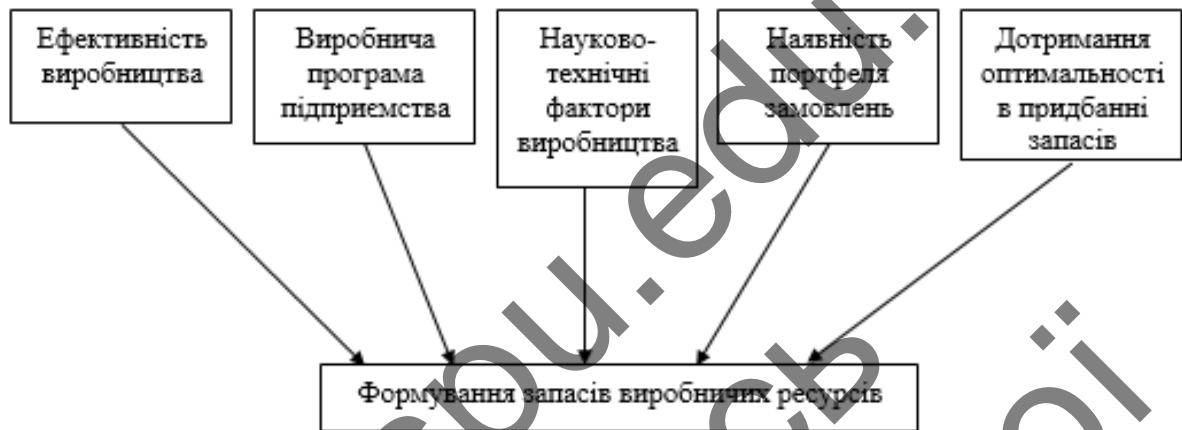 Ефективність
виробництва
Виробнича
програма
підприємства
Науково-
технічні
фактори
виробництва
Наявність
портфеля
замовлень
Дотримання
оптимальності
в придбанні
запасів
Формування запасів виробничих ресурсів